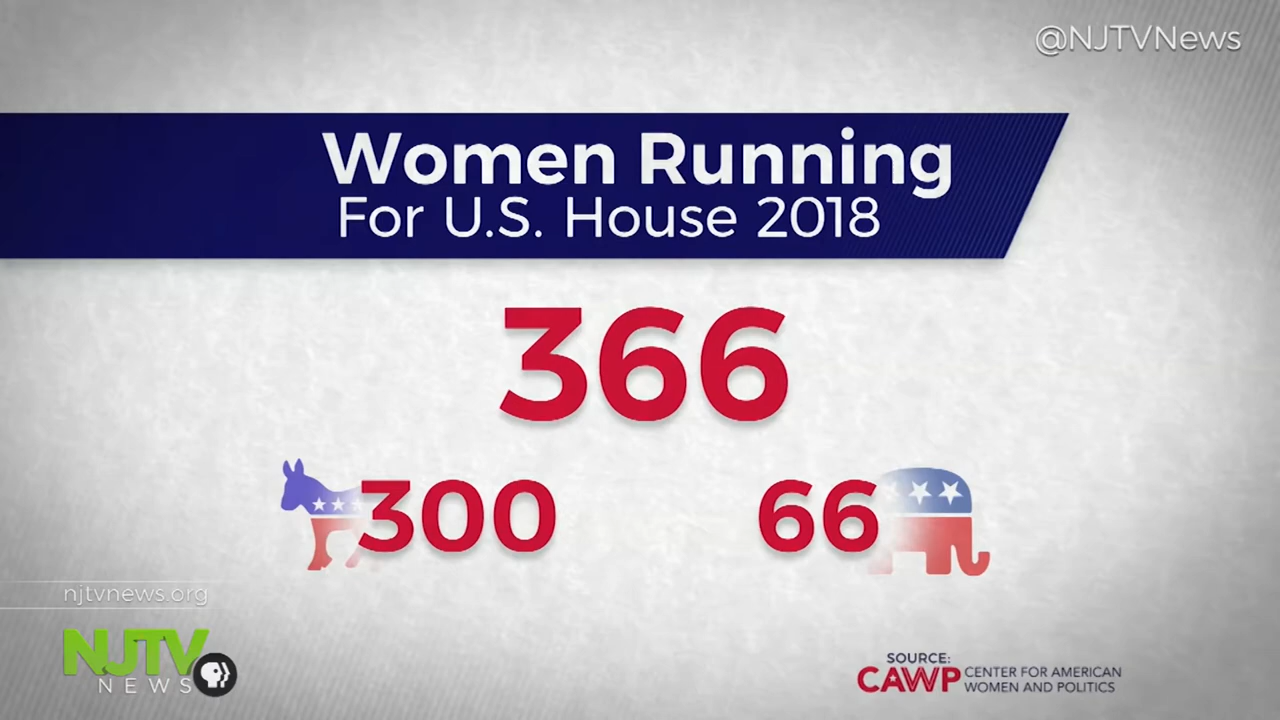 @NJTVNews
Women Running
For U.S. House 2018
366
300
66
njtvnews.org
NJTV
NEWS
PBS
SOURCE:
CAWP
CENTER FOR AMERICAN
WOMEN AND POLITICS